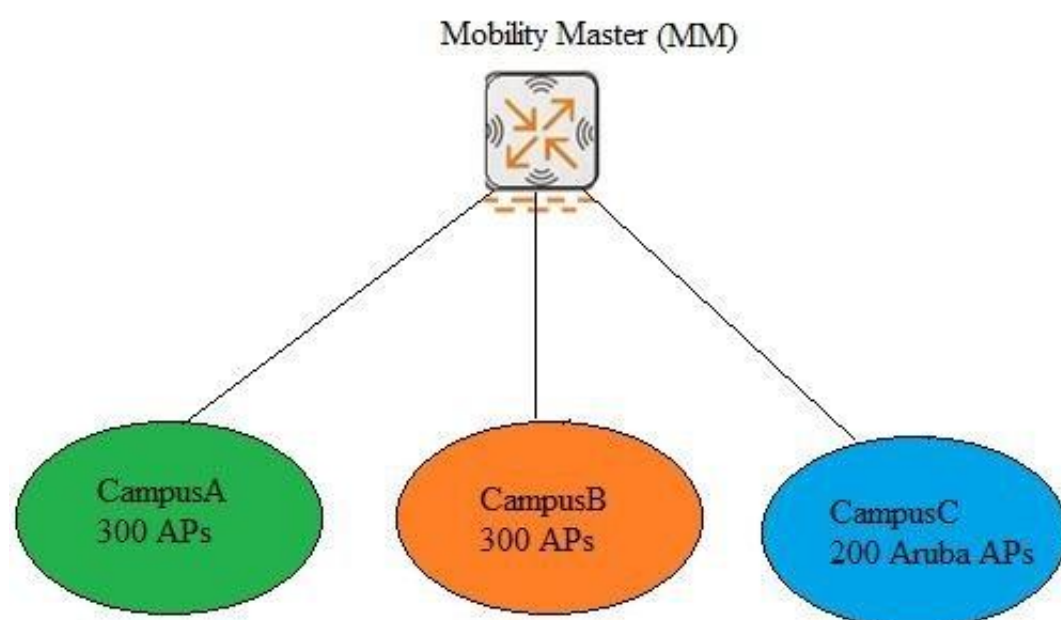 Mobility Master (MM)
CampusA
300 APs
CampusB
300 APs
CampusC
200 Aruba APs